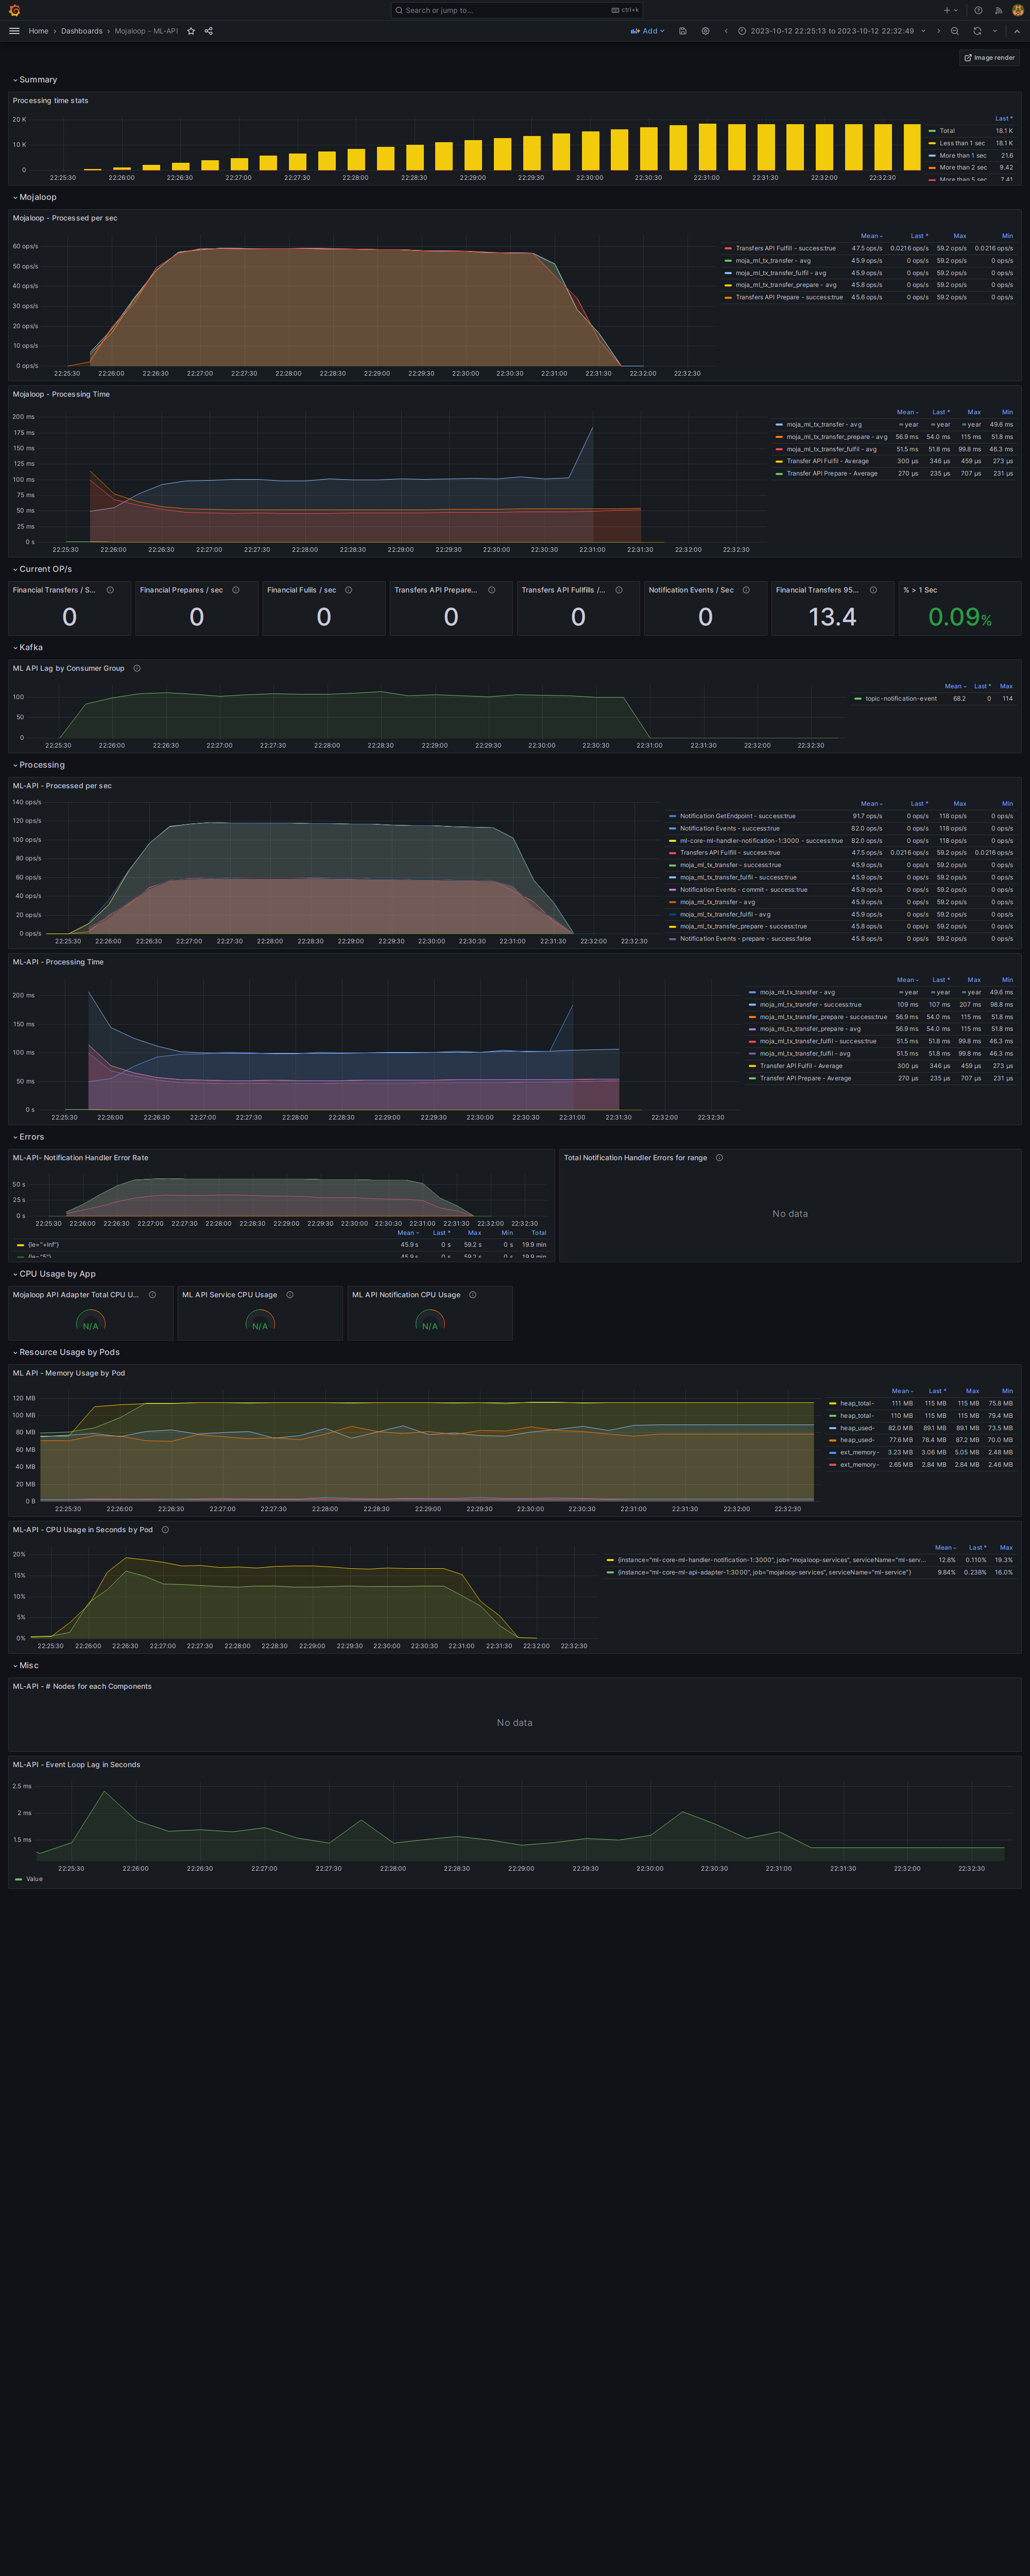 Search or jump to... ctrl+k
Home › Dashboards › Mojaloop - ML-API Add 2023-10-12 22:25:13 to 2023-10-12 22:32:49
Image render
Summary
Processing time stats
Last *
20 K
10 K
0
22:25:30 22:26:00 22:26:30 22:27:00 22:27:30 22:28:00 22:28:30 22:29:00 22:29:30 22:30:00 22:30:30 22:31:00 22:31:30 22:32:00 22:32:30
Total 18.1 K
Less than 1 sec 18.1 K
More than 1 sec 21.6
More than 2 sec 9.42
More than 5 sec 7.41
Mojaloop
Mojaloop - Processed per sec
60 ops/s
50 ops/s
40 ops/s
30 ops/s
20 ops/s
10 ops/s
0 ops/s
22:25:30 22:26:00 22:26:30 22:27:00 22:27:30 22:28:00 22:28:30 22:29:00 22:29:30 22:30:00 22:30:30 22:31:00 22:31:30 22:32:00 22:32:30
Mean Last * Max Min
Transfers API Fulfill - success:true 47.5 ops/s 0.0216 ops/s 59.2 ops/s 0.0216 ops/s
moja_ml_tx_transfer - avg 45.9 ops/s 0 ops/s 59.2 ops/s 0 ops/s
moja_ml_tx_transfer_fulfil - avg 45.9 ops/s 0 ops/s 59.2 ops/s 0 ops/s
moja_ml_tx_transfer_prepare - avg 45.8 ops/s 0 ops/s 59.2 ops/s 0 ops/s
Transfers API Prepare - success:true 45.6 ops/s 0 ops/s 59.2 ops/s 0 ops/s
Mojaloop - Processing Time
200 ms
175 ms
150 ms
125 ms
100 ms
75 ms
50 ms
25 ms
0 s
22:25:30 22:26:00 22:26:30 22:27:00 22:27:30 22:28:00 22:28:30 22:29:00 22:29:30 22:30:00 22:30:30 22:31:00 22:31:30 22:32:00 22:32:30
Mean Last * Max Min
moja_ml_tx_transfer - avg ∞ year ∞ year ∞ year 49.6 ms
moja_ml_tx_transfer_prepare - avg 56.9 ms 54.0 ms 115 ms 51.8 ms
moja_ml_tx_transfer_fulfil - avg 51.5 ms 51.8 ms 99.8 ms 46.3 ms
Transfer API Fulfil - Average 300 µs 346 µs 459 µs 273 µs
Transfer API Prepare - Average 270 µs 235 µs 707 µs 231 µs
Current OP/s
Financial Transfers / S... Financial Prepares / sec Financial Fulils / sec Transfers API Prepare... Transfers API Fullfills /... Notification Events / Sec Financial Transfers 95... % > 1 Sec
0 0 0 0 0 0 13.4 0.09%
Kafka
ML API Lag by Consumer Group
100
50
0
22:25:30 22:26:00 22:26:30 22:27:00 22:27:30 22:28:00 22:28:30 22:29:00 22:29:30 22:30:00 22:30:30 22:31:00 22:31:30 22:32:00 22:32:30
Mean Last * Max
topic-notification-event 68.2 0 114
Processing
ML-API - Processed per sec
140 ops/s
120 ops/s
100 ops/s
80 ops/s
60 ops/s
40 ops/s
20 ops/s
0 ops/s
22:25:30 22:26:00 22:26:30 22:27:00 22:27:30 22:28:00 22:28:30 22:29:00 22:29:30 22:30:00 22:30:30 22:31:00 22:31:30 22:32:00 22:32:30
Mean Last * Max Min
Notification GetEndpoint - success:true 91.7 ops/s 0 ops/s 118 ops/s 0 ops/s
Notification Events - success:true 82.0 ops/s 0 ops/s 118 ops/s 0 ops/s
ml-core-ml-handler-notification-1:3000 - success:true 82.0 ops/s 0 ops/s 118 ops/s 0 ops/s
Transfers API Fulfill - success:true 47.5 ops/s 0.0216 ops/s 59.2 ops/s 0.0216 ops/s
moja_ml_tx_transfer - success:true 45.9 ops/s 0 ops/s 59.2 ops/s 0 ops/s
moja_ml_tx_transfer_fulfil - success:true 45.9 ops/s 0 ops/s 59.2 ops/s 0 ops/s
Notification Events - commit - success:true 45.9 ops/s 0 ops/s 59.2 ops/s 0 ops/s
moja_ml_tx_transfer - avg 45.9 ops/s 0 ops/s 59.2 ops/s 0 ops/s
moja_ml_tx_transfer_fulfil - avg 45.9 ops/s 0 ops/s 59.2 ops/s 0 ops/s
moja_ml_tx_transfer_prepare - success:true 45.8 ops/s 0 ops/s 59.2 ops/s 0 ops/s
Notification Events - prepare - success:false 45.8 ops/s 0 ops/s 59.2 ops/s 0 ops/s
ML-API - Processing Time
200 ms
150 ms
100 ms
50 ms
0 s
22:25:30 22:26:00 22:26:30 22:27:00 22:27:30 22:28:00 22:28:30 22:29:00 22:29:30 22:30:00 22:30:30 22:31:00 22:31:30 22:32:00 22:32:30
Mean Last * Max Min
moja_ml_tx_transfer - avg ∞ year ∞ year ∞ year 49.6 ms
moja_ml_tx_transfer - success:true 109 ms 107 ms 207 ms 98.8 ms
moja_ml_tx_transfer_prepare - success:true 56.9 ms 54.0 ms 115 ms 51.8 ms
moja_ml_tx_transfer_prepare - avg 56.9 ms 54.0 ms 115 ms 51.8 ms
moja_ml_tx_transfer_fulfil - success:true 51.5 ms 51.8 ms 99.8 ms 46.3 ms
moja_ml_tx_transfer_fulfil - avg 51.5 ms 51.8 ms 99.8 ms 46.3 ms
Transfer API Fulfil - Average 300 µs 346 µs 459 µs 273 µs
Transfer API Prepare - Average 270 µs 235 µs 707 µs 231 µs
Errors
ML-API- Notification Handler Error Rate
50 s
25 s
0 s
22:25:30 22:26:00 22:26:30 22:27:00 22:27:30 22:28:00 22:28:30 22:29:00 22:29:30 22:30:00 22:30:30 22:31:00 22:31:30 22:32:00 22:32:30
Mean Last * Max Min Total
{le="+Inf"} 45.9 s 0 s 59.2 s 0 s 19.9 min
{le="5"} 45.9 s 0 s 59.2 s 0 s 19.9 min
Total Notification Handler Errors for range
No data
CPU Usage by App
Mojaloop API Adapter Total CPU U... ML API Service CPU Usage ML API Notification CPU Usage
N/A N/A N/A
Resource Usage by Pods
ML API - Memory Usage by Pod
120 MB
100 MB
80 MB
60 MB
40 MB
20 MB
0 B
22:25:30 22:26:00 22:26:30 22:27:00 22:27:30 22:28:00 22:28:30 22:29:00 22:29:30 22:30:00 22:30:30 22:31:00 22:31:30 22:32:00 22:32:30
Mean Last * Max Min
heap_total- 111 MB 115 MB 115 MB 75.8 MB
heap_total- 110 MB 115 MB 115 MB 79.4 MB
heap_used- 82.0 MB 89.1 MB 89.1 MB 73.5 MB
heap_used- 77.6 MB 78.4 MB 87.2 MB 70.0 MB
ext_memory- 3.23 MB 3.06 MB 5.05 MB 2.48 MB
ext_memory- 2.65 MB 2.84 MB 2.84 MB 2.46 MB
ML-API - CPU Usage in Seconds by Pod
20%
15%
10%
5%
0%
22:25:30 22:26:00 22:26:30 22:27:00 22:27:30 22:28:00 22:28:30 22:29:00 22:29:30 22:30:00 22:30:30 22:31:00 22:31:30 22:32:00 22:32:30
Mean Last * Max
{instance="ml-core-ml-handler-notification-1:3000", job="mojaloop-services", serviceName="ml-serv... 12.8% 0.110% 19.3%
{instance="ml-core-ml-api-adapter-1:3000", job="mojaloop-services", serviceName="ml-service"} 9.84% 0.238% 16.0%
Misc
ML-API - # Nodes for each Components
No data
ML-API - Event Loop Lag in Seconds
2.5 ms
2 ms
1.5 ms
22:25:30 22:26:00 22:26:30 22:27:00 22:27:30 22:28:00 22:28:30 22:29:00 22:29:30 22:30:00 22:30:30 22:31:00 22:31:30 22:32:00 22:32:30
Value